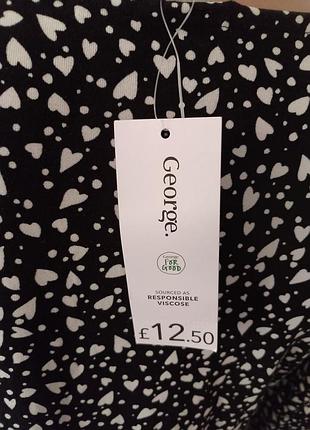 George.
George
FOR
GOOD
SOURCED AS
RESPONSIBLE
VISCOSE
£12.50